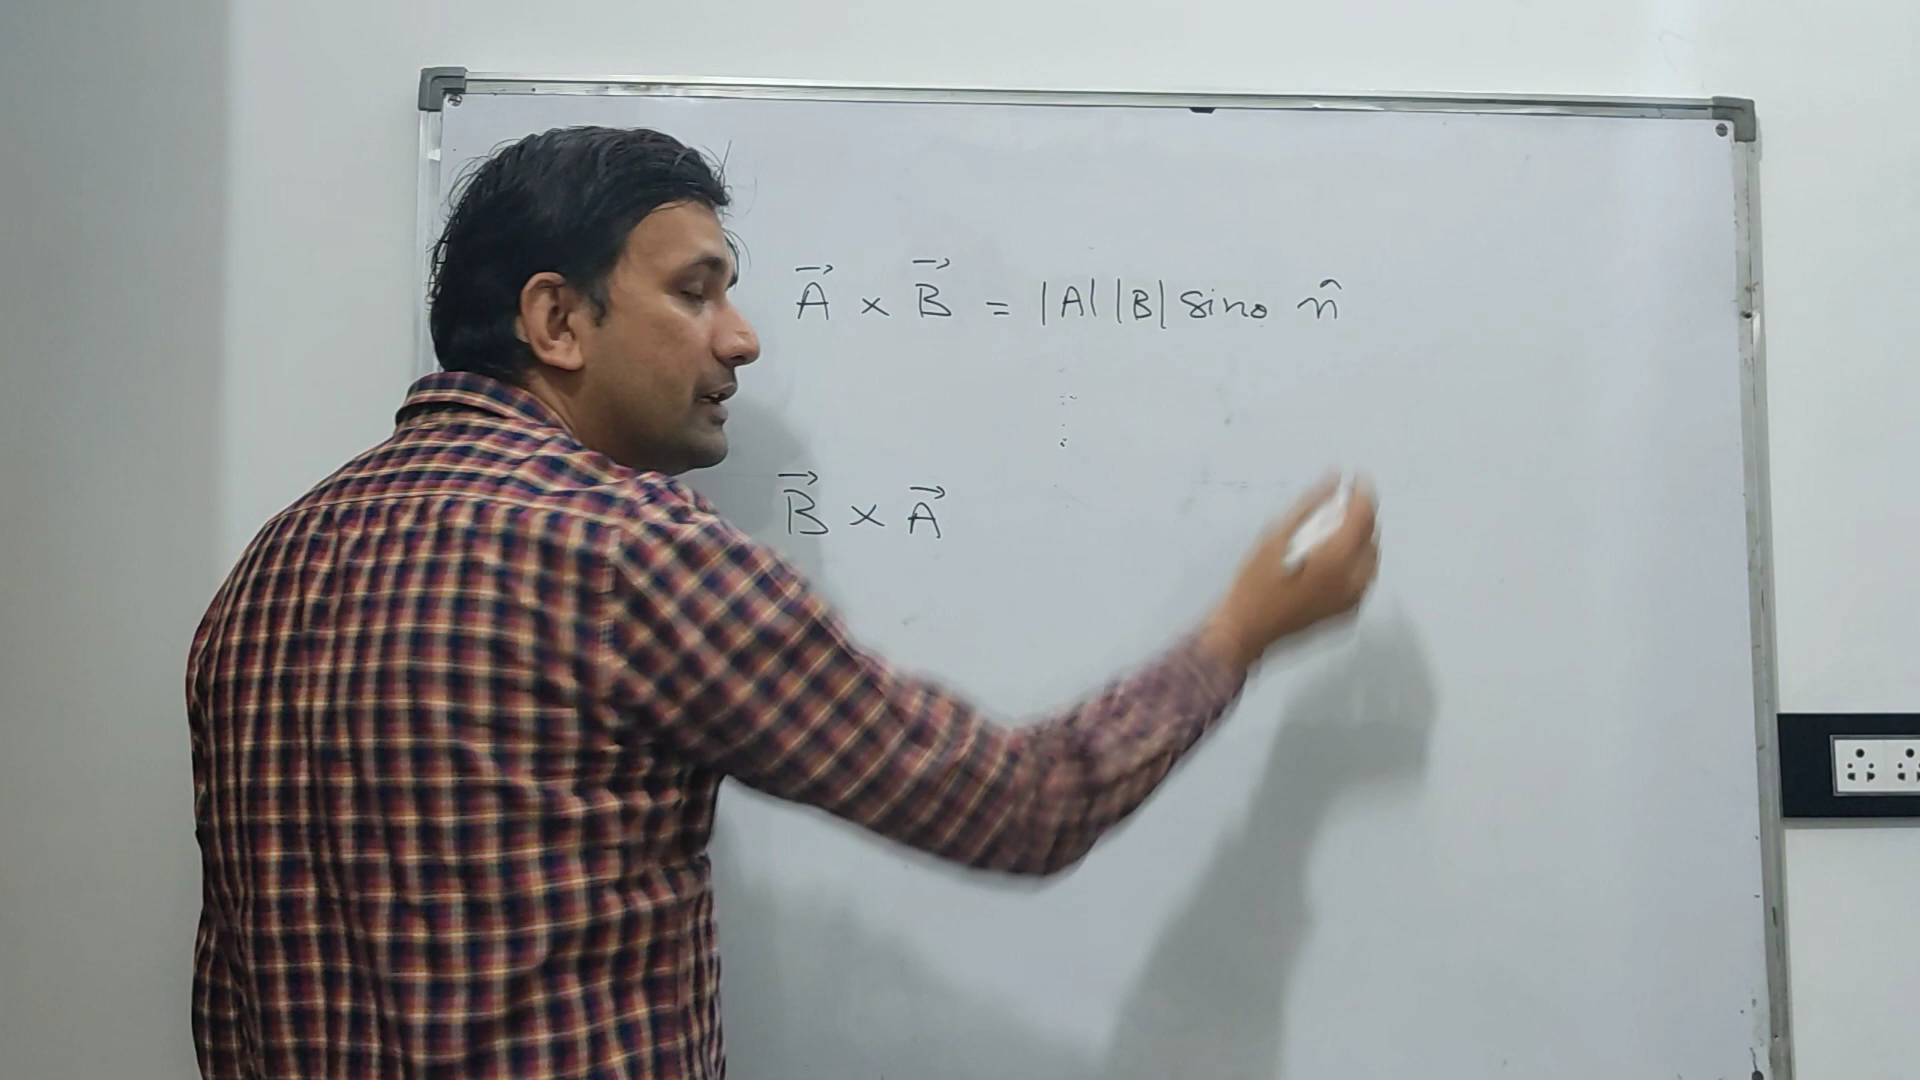 A⃗ × B⃗ = |A| |B| sinθ n̂
B⃗ × A⃗